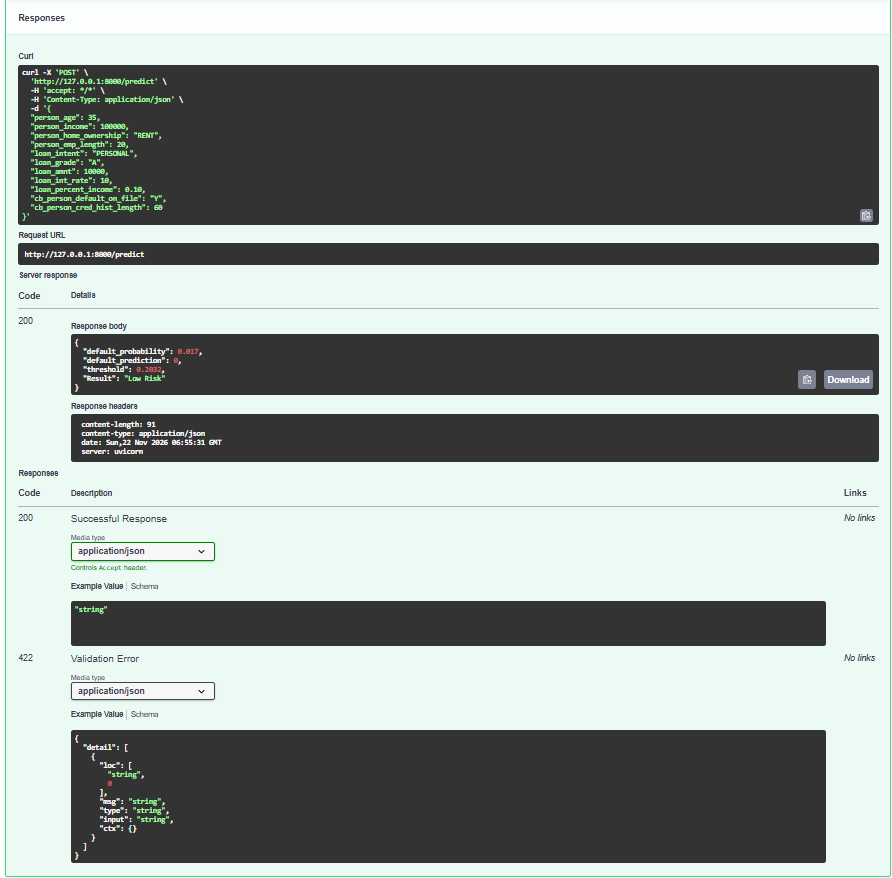 Responses
Curl
curl -X 'POST' \
  'http://127.0.0.1:8000/predict' \
  -H 'accept: */*' \
  -H 'Content-Type: application/json' \
  -d '{
  "person_age": 35,
  "person_income": 100000,
  "person_home_ownership": "RENT",
  "person_emp_length": 20,
  "loan_intent": "PERSONAL",
  "loan_grade": "A",
  "loan_amnt": 10000,
  "loan_int_rate": 10,
  "loan_percent_income": 0.10,
  "cb_person_default_on_file": "Y",
  "cb_person_cred_hist_length": 60
}'
Request URL
http://127.0.0.1:8000/predict
Server response
Code Details
200
Response body
{
  "default_probability": 0.017,
  "default_prediction": 0,
  "threshold": 0.2032,
  "Result": "Low Risk"
}
Download
Response headers
content-length: 91
content-type: application/json
date: Sun,22 Nov 2026 06:55:31 GMT
server: uvicorn
Responses
Code Description Links
200 Successful Response No links
Media type
application/json
Controls Accept header.
Example Value | Schema
"string"
422 Validation Error No links
Media type
application/json
Example Value | Schema
{
  "detail": [
    {
      "loc": [
        "string",
        0
      ],
      "msg": "string",
      "type": "string",
      "input": "string",
      "ctx": {}
    }
  ]
}